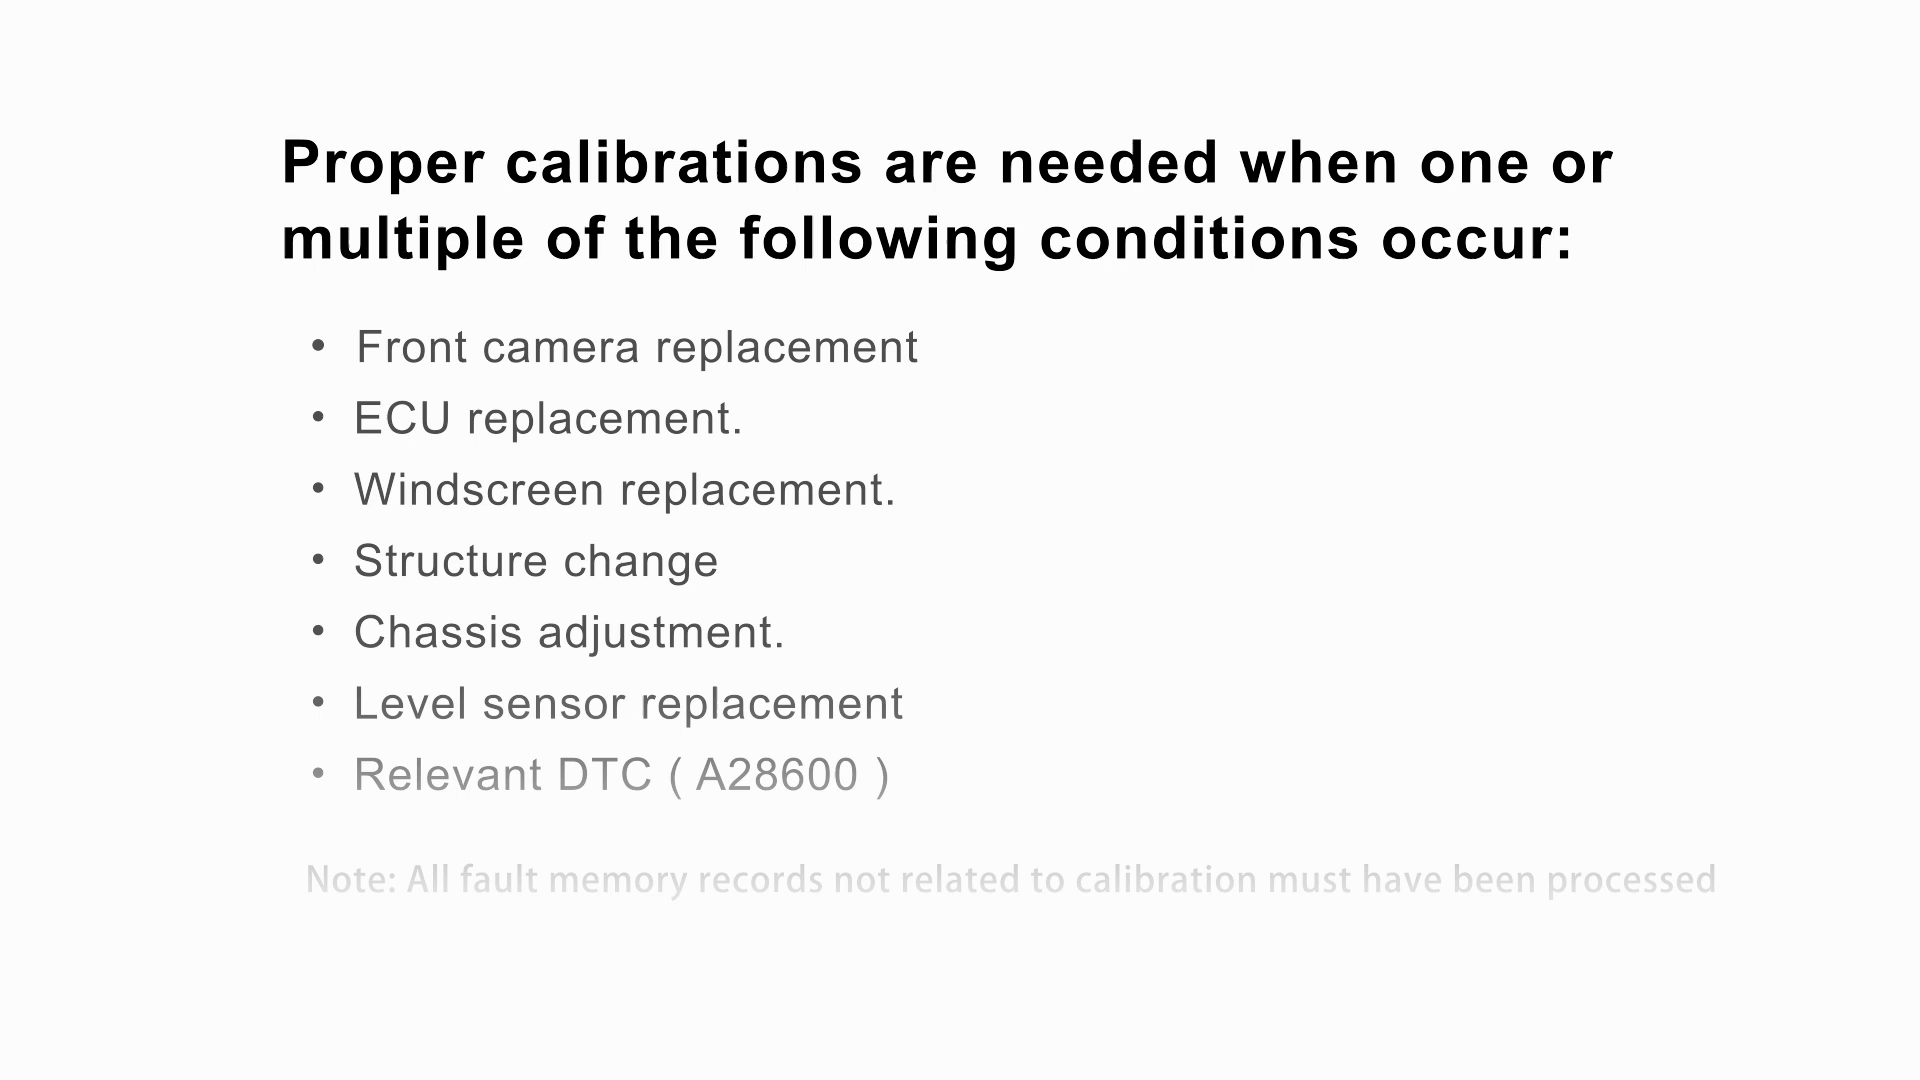 Proper calibrations are needed when one or
multiple of the following conditions occur:
• Front camera replacement
• ECU replacement.
• Windscreen replacement.
• Structure change
• Chassis adjustment.
• Level sensor replacement
• Relevant DTC ( A28600 )
Note: All fault memory records not related to calibration must have been processed